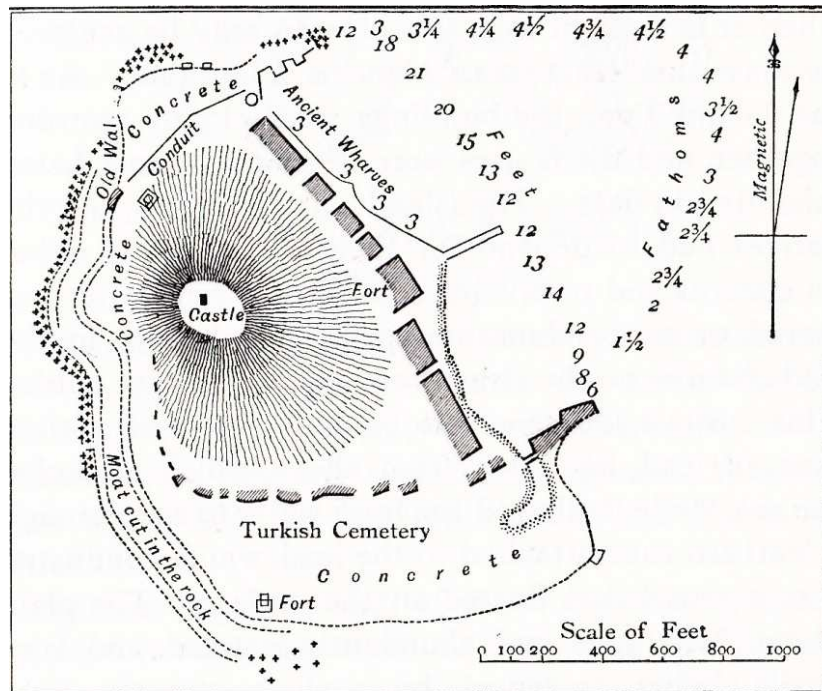 12 3 3¼ 4¼ 4½ 4¾ 4½
18 4
21 4
20 3½
15 4
13 3
12 2¾
12 2¾
13 2¾
14 2
12 1½
9
8
6
3
3
3
3
Feet
Fathoms
Magnetic
Old Wall
Concrete
Conduit
Ancient Wharves
Concrete
Castle
Fort
Moat cut in the rock
Turkish Cemetery
Concrete
Fort
Scale of Feet
0 100 200 400 600 1000